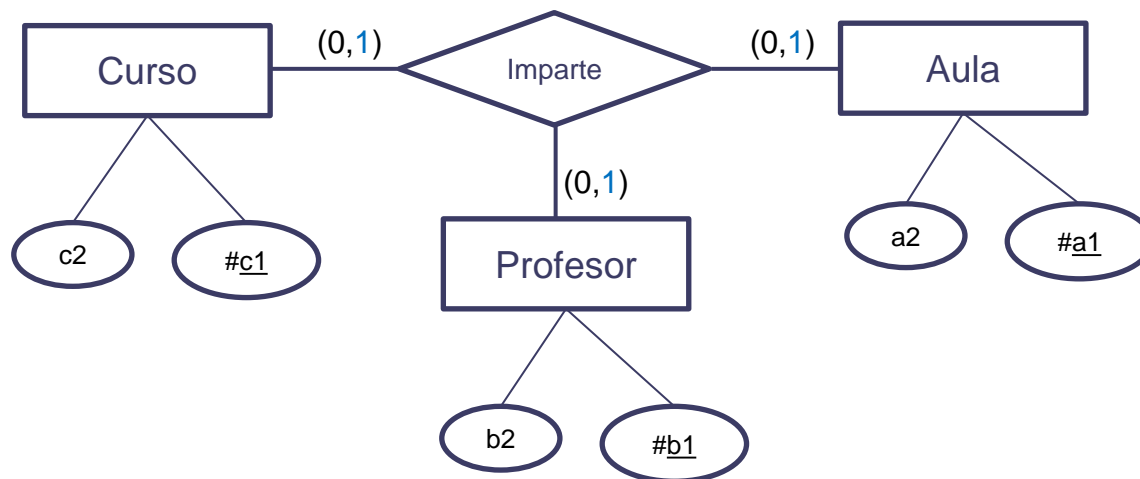 (0,1)
(0,1)
Curso
Imparte
Aula
(0,1)
c2
#c1
a2
#a1
Profesor
b2
#b1